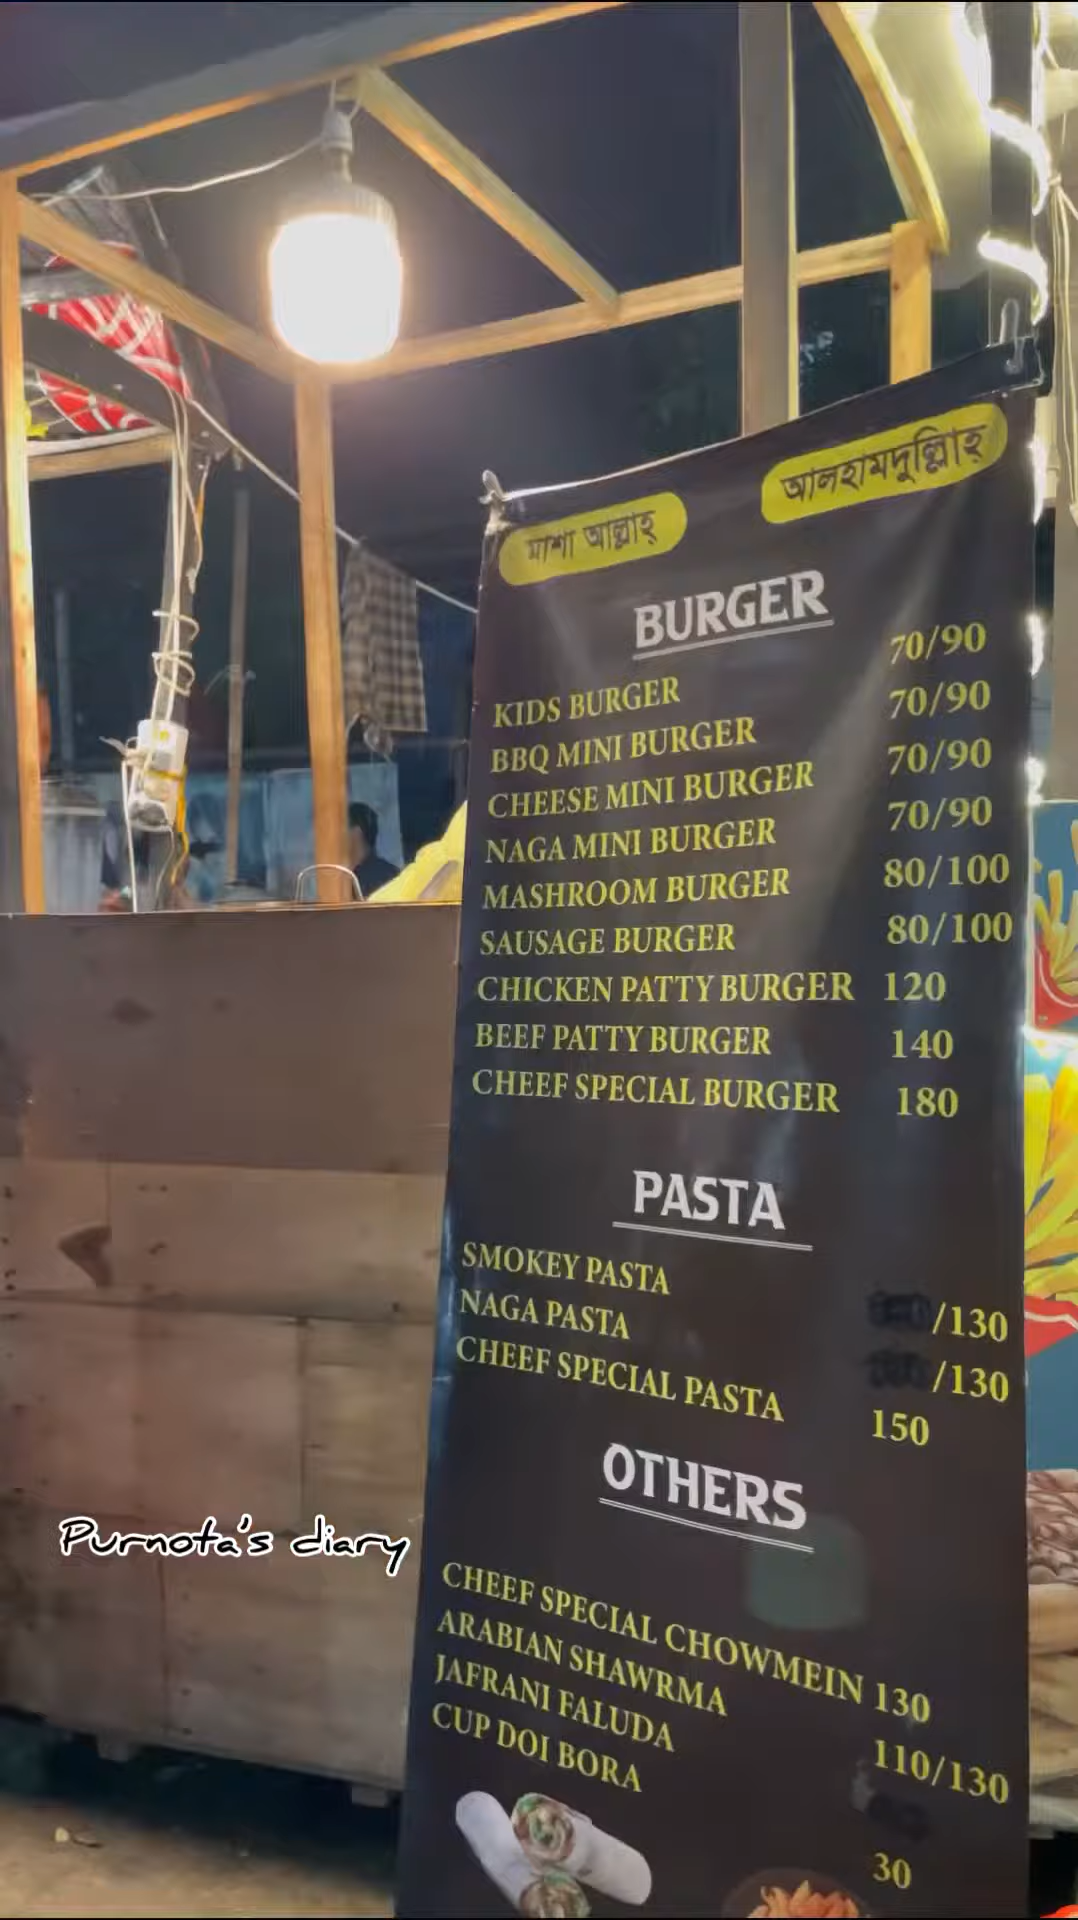 মাশা আল্লাহ আলহামদুল্লিাহ
BURGER
KIDS BURGER 70/90
BBQ MINI BURGER 70/90
CHEESE MINI BURGER 70/90
NAGA MINI BURGER 70/90
MASHROOM BURGER 80/100
SAUSAGE BURGER 80/100
CHICKEN PATTY BURGER 120
BEEF PATTY BURGER 140
CHEEF SPECIAL BURGER 180
PASTA
SMOKEY PASTA /130
NAGA PASTA /130
CHEEF SPECIAL PASTA 150
OTHERS
CHEEF SPECIAL CHOWMEIN 130
ARABIAN SHAWRMA 110/130
JAFRANI FALUDA
CUP DOI BORA 30
Purnota's diary